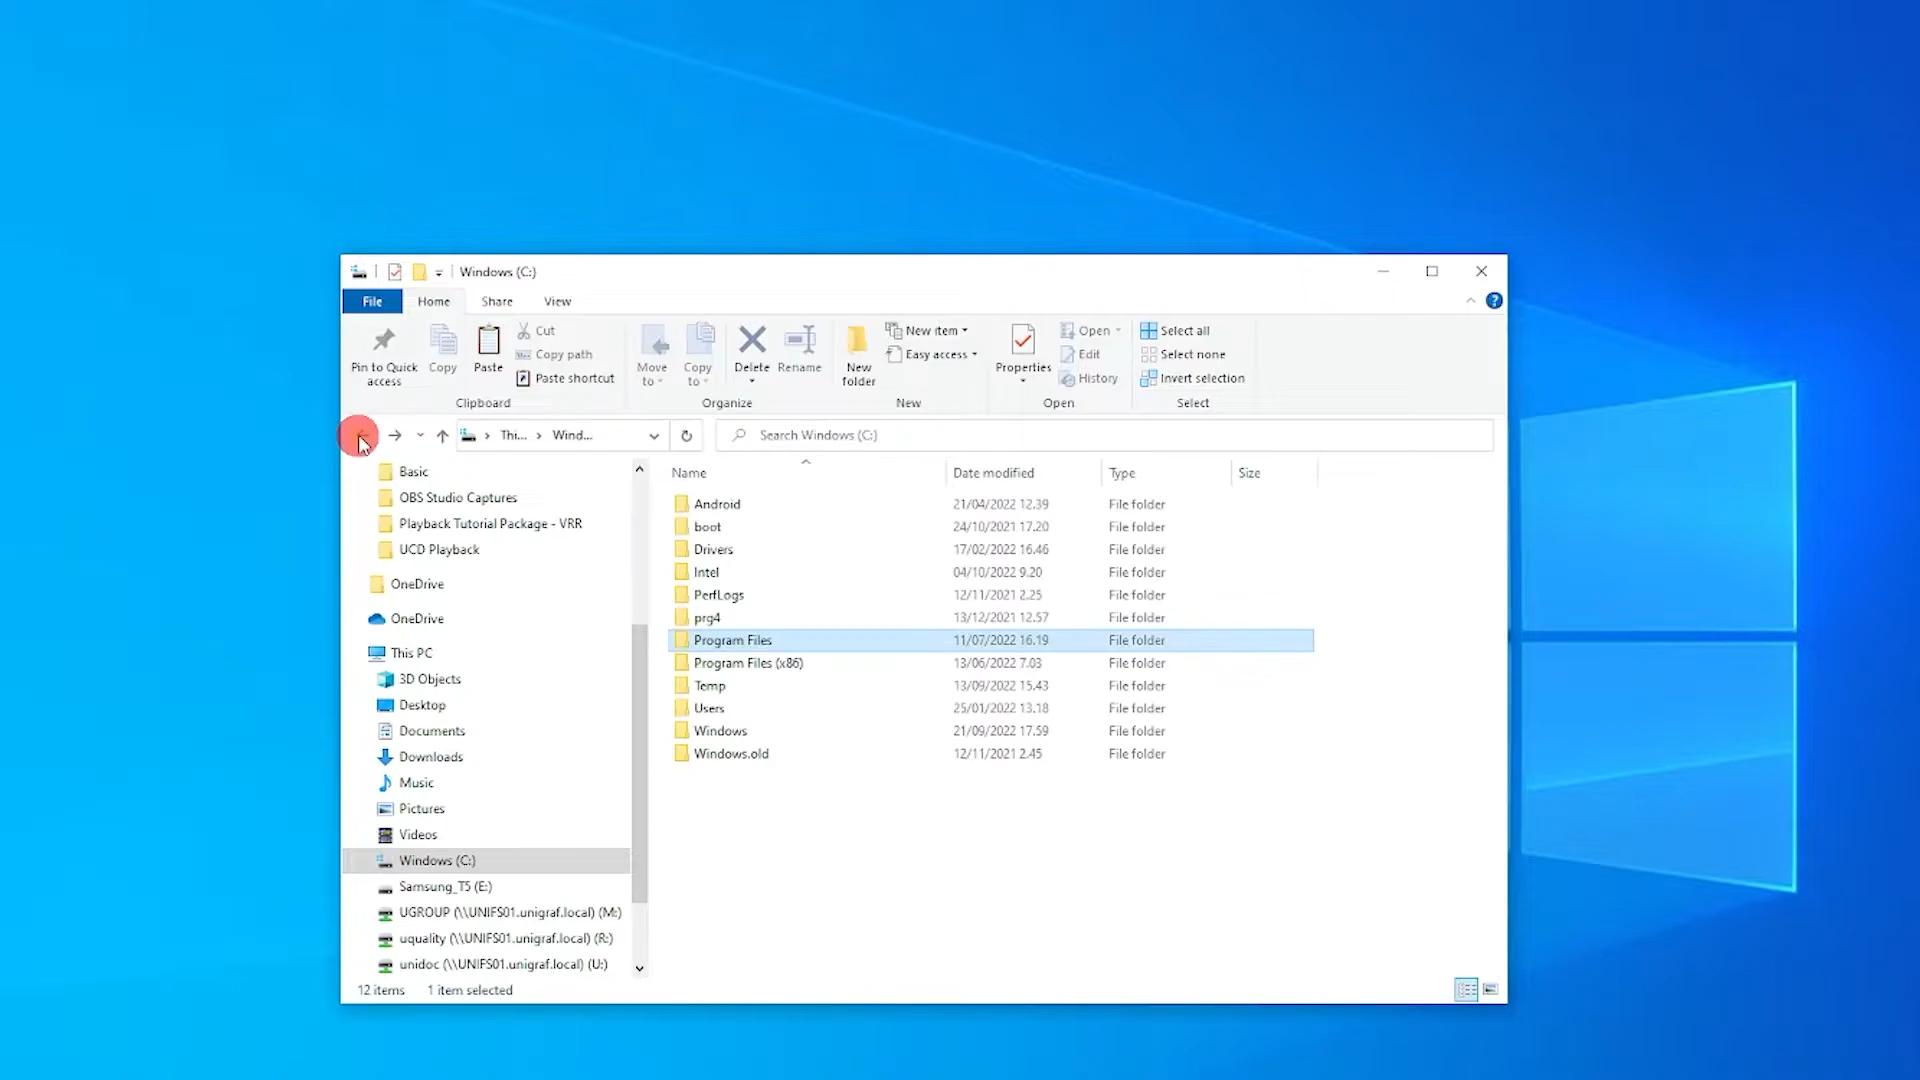 Windows (C:)
File Home Share View
Pin to Quick access
Copy
Paste
Cut
Copy path
Paste shortcut
Clipboard
Move to
Copy to
Delete
Rename
Organize
New folder
New item
Easy access
New
Properties
Open
Edit
History
Open
Select all
Select none
Invert selection
Select
Thi... Wind...
Search Windows (C:)
Basic
OBS Studio Captures
Playback Tutorial Package - VRR
UCD Playback
OneDrive
OneDrive
This PC
3D Objects
Desktop
Documents
Downloads
Music
Pictures
Videos
Windows (C:)
Samsung_T5 (E:)
UGROUP (\\UNIFS01.unigraf.local) (M:)
uquality (\\UNIFS01.unigraf.local) (R:)
unidoc (\\UNIFS01.unigraf.local) (U:)
Name Date modified Type Size
Android 21/04/2022 12.39 File folder
boot 24/10/2021 17.20 File folder
Drivers 17/02/2022 16.46 File folder
Intel 04/10/2022 9.20 File folder
PerfLogs 12/11/2021 2.25 File folder
prg4 13/12/2021 12.57 File folder
Program Files 11/07/2022 16.19 File folder
Program Files (x86) 13/06/2022 7.03 File folder
Temp 13/09/2022 15.43 File folder
Users 25/01/2022 13.18 File folder
Windows 21/09/2022 17.59 File folder
Windows.old 12/11/2021 2.45 File folder
12 items 1 item selected